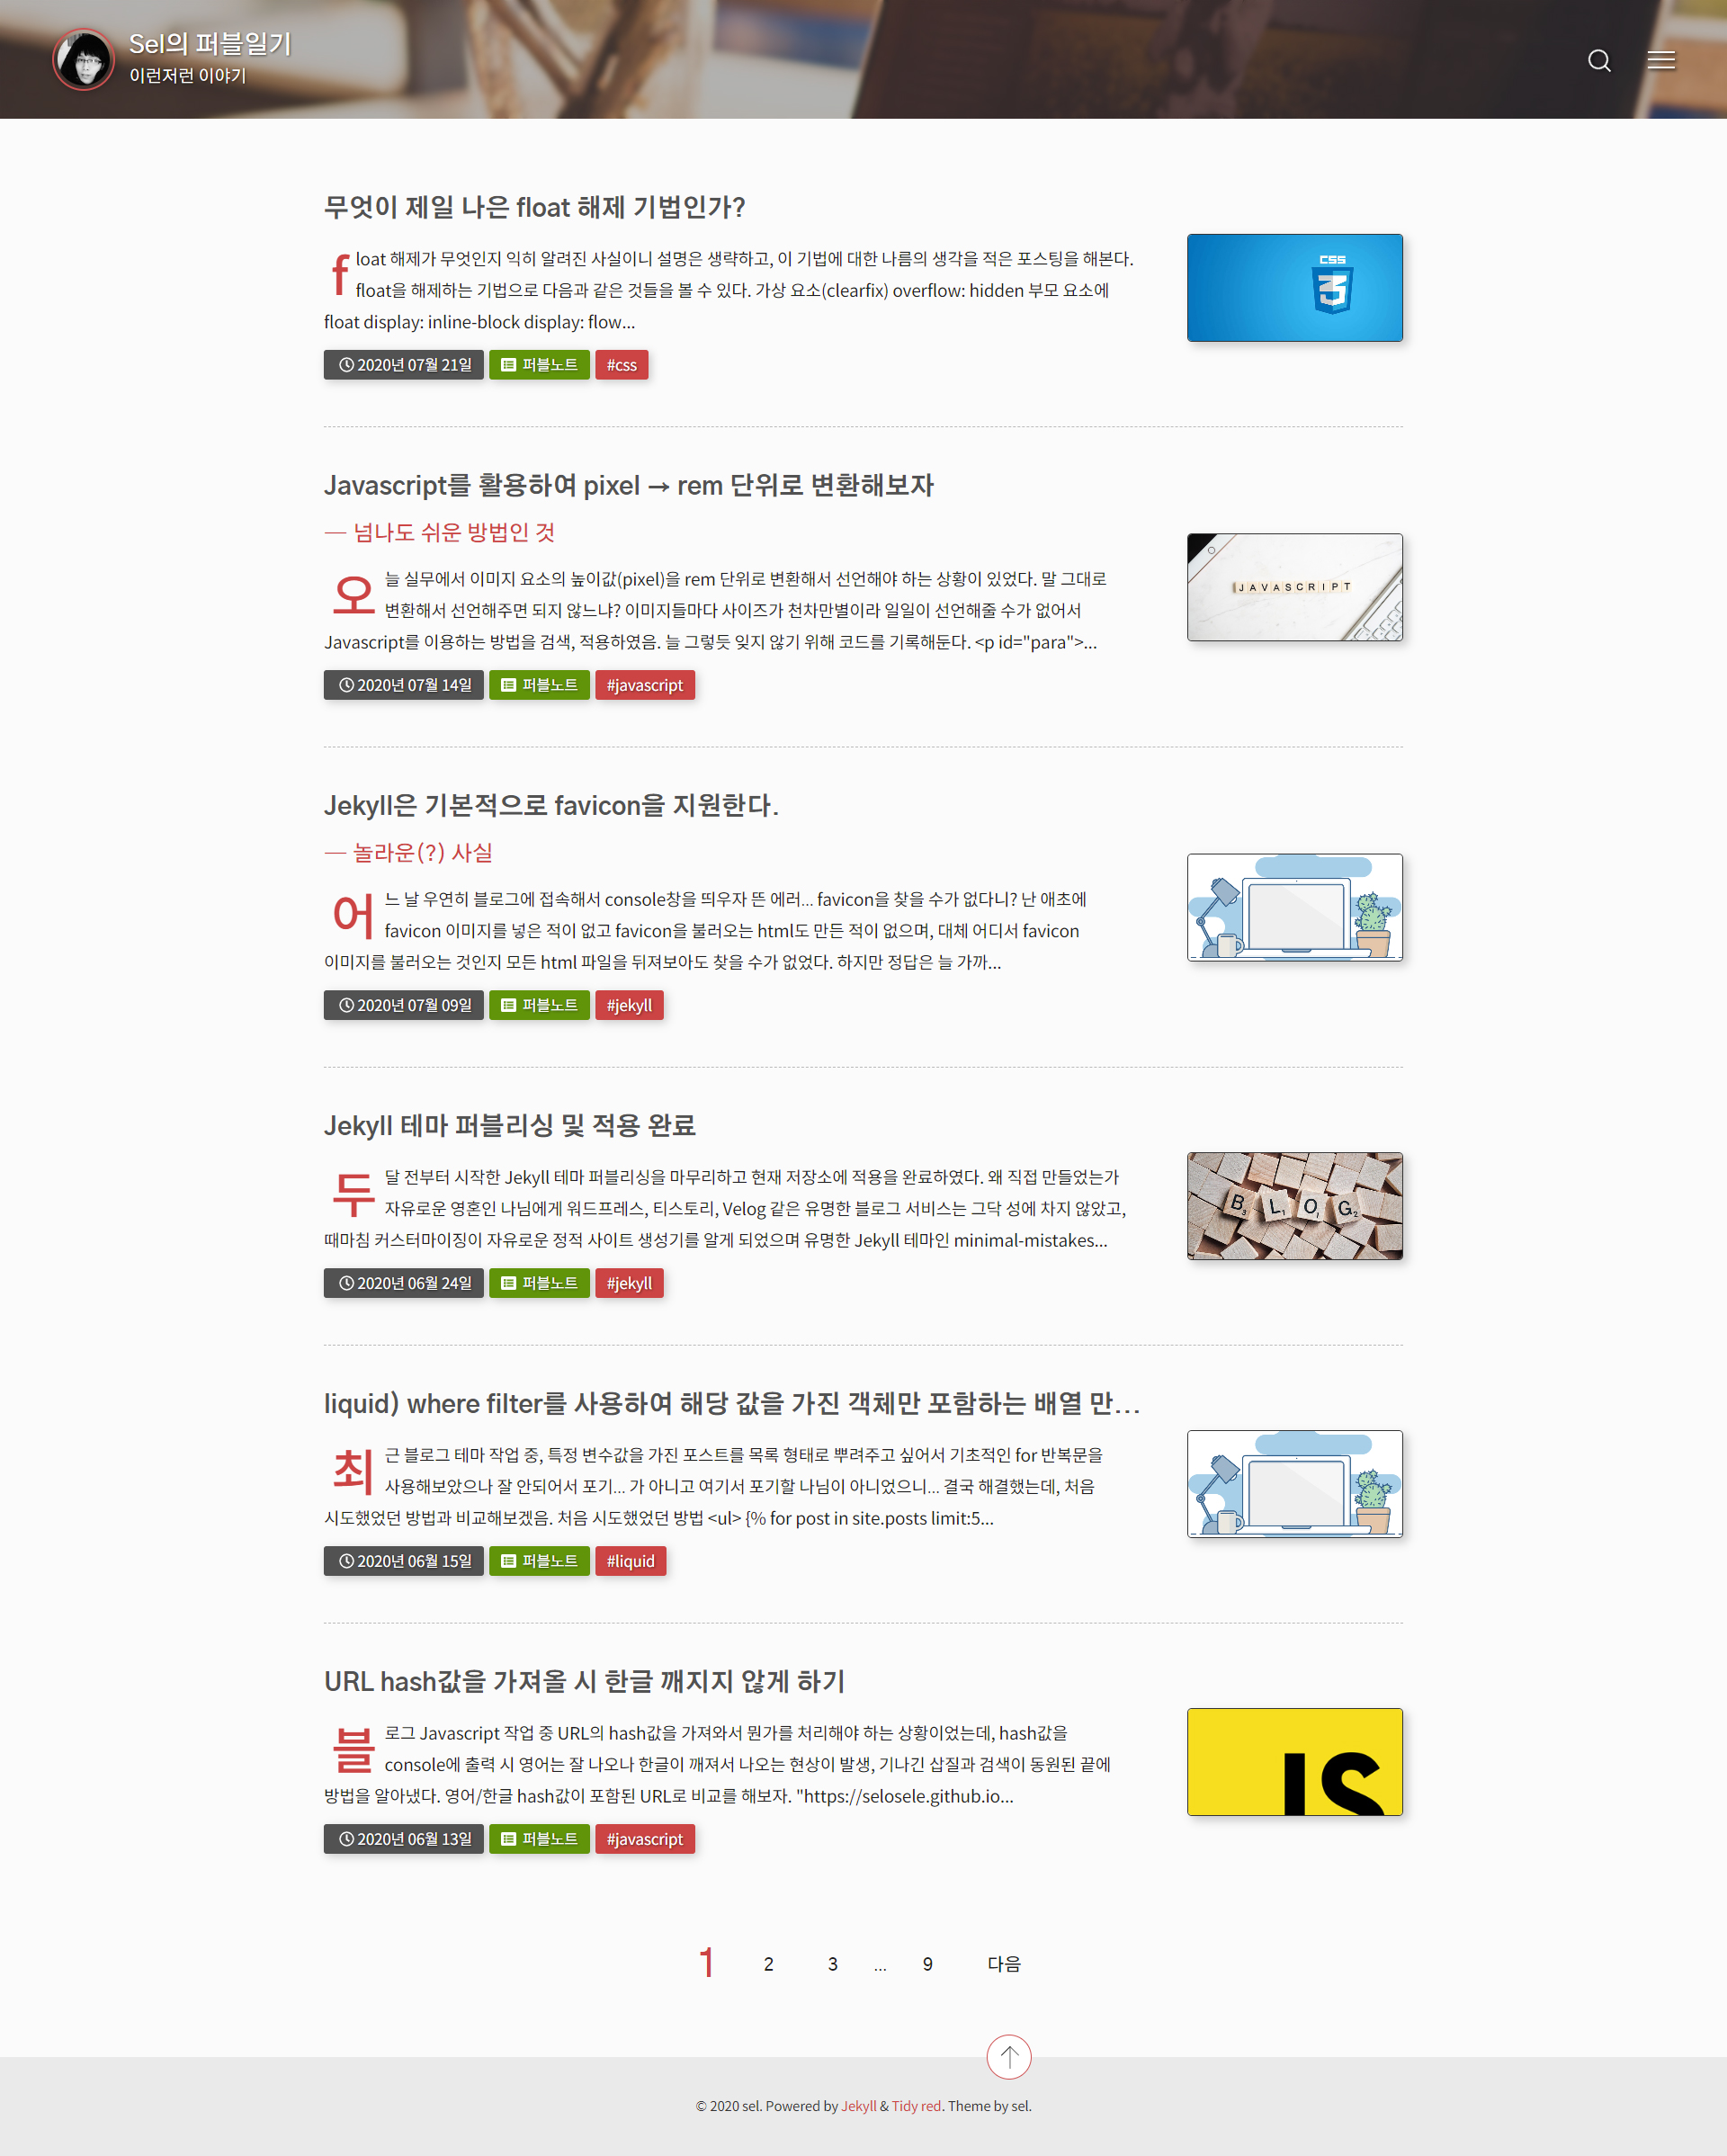 Sel의 퍼블일기
이런저런 이야기
무엇이 제일 나은 float 해제 기법인가?
float 해제가 무엇인지 익히 알려진 사실이니 설명은 생략하고, 이 기법에 대한 나름의 생각을 적은 포스팅을 해본다.
float을 해제하는 기법으로 다음과 같은 것들을 볼 수 있다. 가상 요소(clearfix) overflow: hidden 부모 요소에
float display: inline-block display: flow...
CSS
3
2020년 07월 21일 퍼블노트 #css
Javascript를 활용하여 pixel → rem 단위로 변환해보자
— 넘나도 쉬운 방법인 것
오늘 실무에서 이미지 요소의 높이값(pixel)을 rem 단위로 변환해서 선언해야 하는 상황이 있었다. 말 그대로
변환해서 선언해주면 되지 않느냐? 이미지들마다 사이즈가 천차만별이라 일일이 선언해줄 수가 없어서
Javascript를 이용하는 방법을 검색, 적용하였음. 늘 그렇듯 잊지 않기 위해 코드를 기록해둔다. <p id="para">...
JAVASCRIPT
2020년 07월 14일 퍼블노트 #javascript
Jekyll은 기본적으로 favicon을 지원한다.
— 놀라운(?) 사실
어느 날 우연히 블로그에 접속해서 console창을 띄우자 뜬 에러... favicon을 찾을 수가 없다니? 난 애초에
favicon 이미지를 넣은 적이 없고 favicon을 불러오는 html도 만든 적이 없으며, 대체 어디서 favicon
이미지를 불러오는 것인지 모든 html 파일을 뒤져보아도 찾을 수가 없었다. 하지만 정답은 늘 가까...
2020년 07월 09일 퍼블노트 #jekyll
Jekyll 테마 퍼블리싱 및 적용 완료
두달 전부터 시작한 Jekyll 테마 퍼블리싱을 마무리하고 현재 저장소에 적용을 완료하였다. 왜 직접 만들었는가
자유로운 영혼인 나님에게 워드프레스, 티스토리, Velog 같은 유명한 블로그 서비스는 그닥 성에 차지 않았고,
때마침 커스터마이징이 자유로운 정적 사이트 생성기를 알게 되었으며 유명한 Jekyll 테마인 minimal-mistakes...
BLOG
2020년 06월 24일 퍼블노트 #jekyll
liquid) where filter를 사용하여 해당 값을 가진 객체만 포함하는 배열 만...
최근 블로그 테마 작업 중, 특정 변수값을 가진 포스트를 목록 형태로 뿌려주고 싶어서 기초적인 for 반복문을
사용해보았으나 잘 안되어서 포기... 가 아니고 여기서 포기할 나님이 아니었으니... 결국 해결했는데, 처음
시도했었던 방법과 비교해보겠음. 처음 시도했었던 방법 <ul> {% for post in site.posts limit:5...
2020년 06월 15일 퍼블노트 #liquid
URL hash값을 가져올 시 한글 깨지지 않게 하기
블로그 Javascript 작업 중 URL의 hash값을 가져와서 뭔가를 처리해야 하는 상황이었는데, hash값을
console에 출력 시 영어는 잘 나오나 한글이 깨져서 나오는 현상이 발생, 기나긴 삽질과 검색이 동원된 끝에
방법을 알아냈다. 영어/한글 hash값이 포함된 URL로 비교를 해보자. "https://selosele.github.io...
JS
2020년 06월 13일 퍼블노트 #javascript
1 2 3 ... 9 다음
© 2020 sel. Powered by Jekyll & Tidy red. Theme by sel.